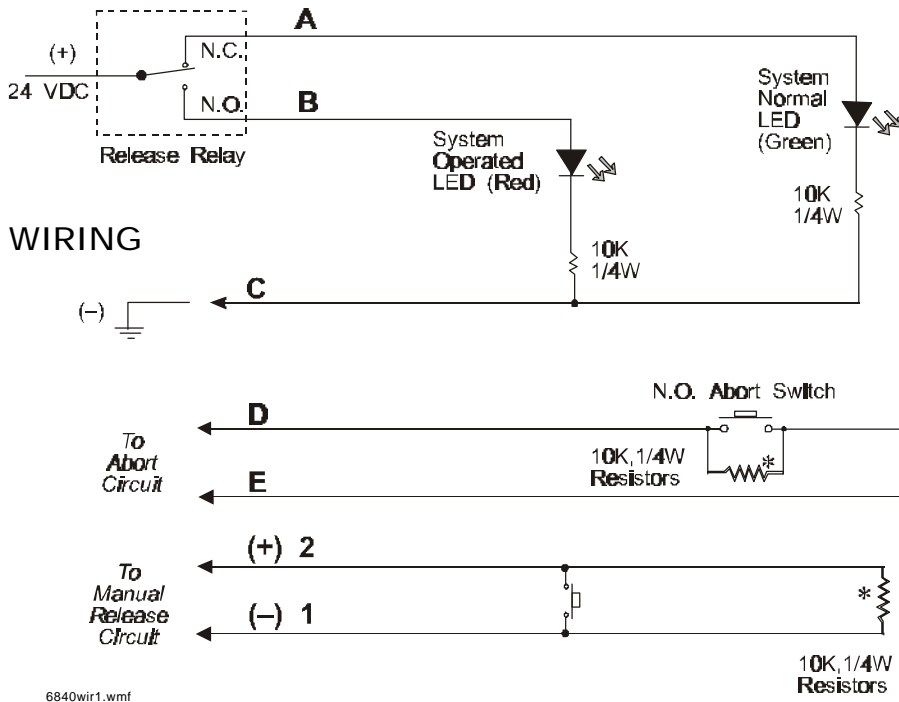 A
(+)
N.C.
24 VDC
N.O.
B
Release Relay
System
Normal
LED
(Green)
System
Operated
LED (Red)
10K
1/4W
10K
1/4W
WIRING
C
(–)
N.O. Abort Switch
D
To
Abort
Circuit
10K,1/4W
Resistors
*
E
(+) 2
To
Manual
Release
Circuit
*
(–) 1
10K,1/4W
Resistors
6840wir1.wmf